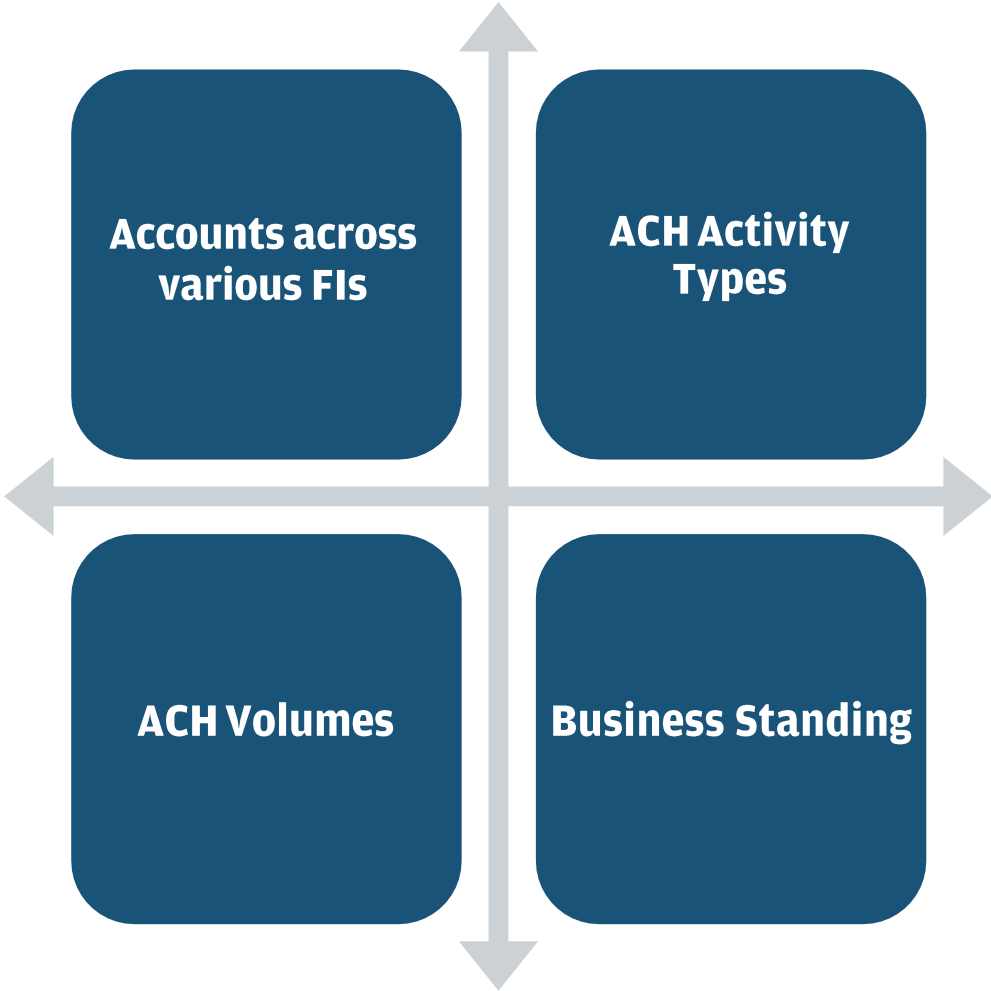 Accounts across
various FIs
ACH Activity
Types
ACH Volumes
Business Standing